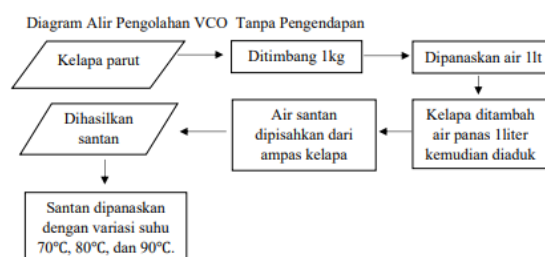 Diagram Alir Pengolahan VCO Tanpa Pengendapan
Kelapa parut
Ditimbang 1kg
Dipanaskan air 1lt
Kelapa ditambah
air panas 1liter
kemudian diaduk
Air santan
dipisahkan dari
ampas kelapa
Dihasilkan
santan
Santan dipanaskan
dengan variasi suhu
70℃, 80℃, dan 90℃.